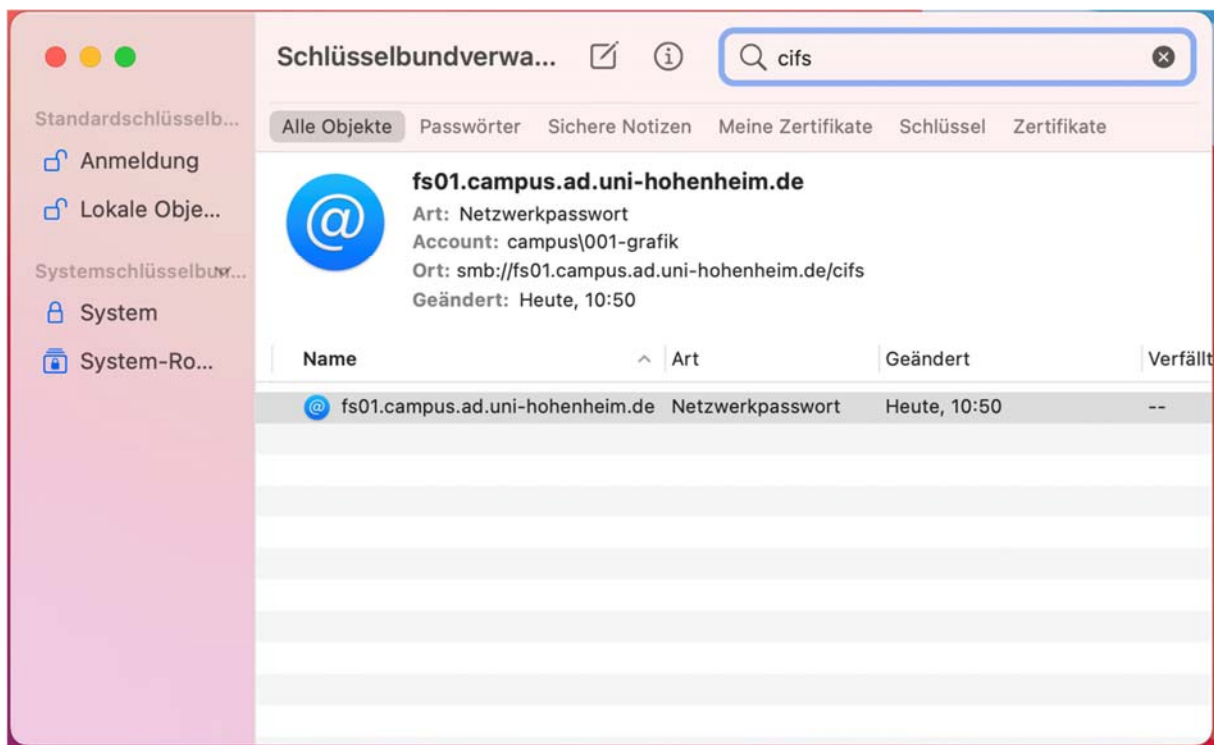 Schlüsselbundverwa...
cifs
Standardschlüsselb...
Anmeldung
Lokale Obje...
Systemschlüsselbun...
System
System-Ro...
Alle Objekte Passwörter Sichere Notizen Meine Zertifikate Schlüssel Zertifikate
fs01.campus.ad.uni-hohenheim.de
Art: Netzwerkpasswort
Account: campus\001-grafik
Ort: smb://fs01.campus.ad.uni-hohenheim.de/cifs
Geändert: Heute, 10:50
Name Art Geändert Verfällt
fs01.campus.ad.uni-hohenheim.de Netzwerkpasswort Heute, 10:50 --